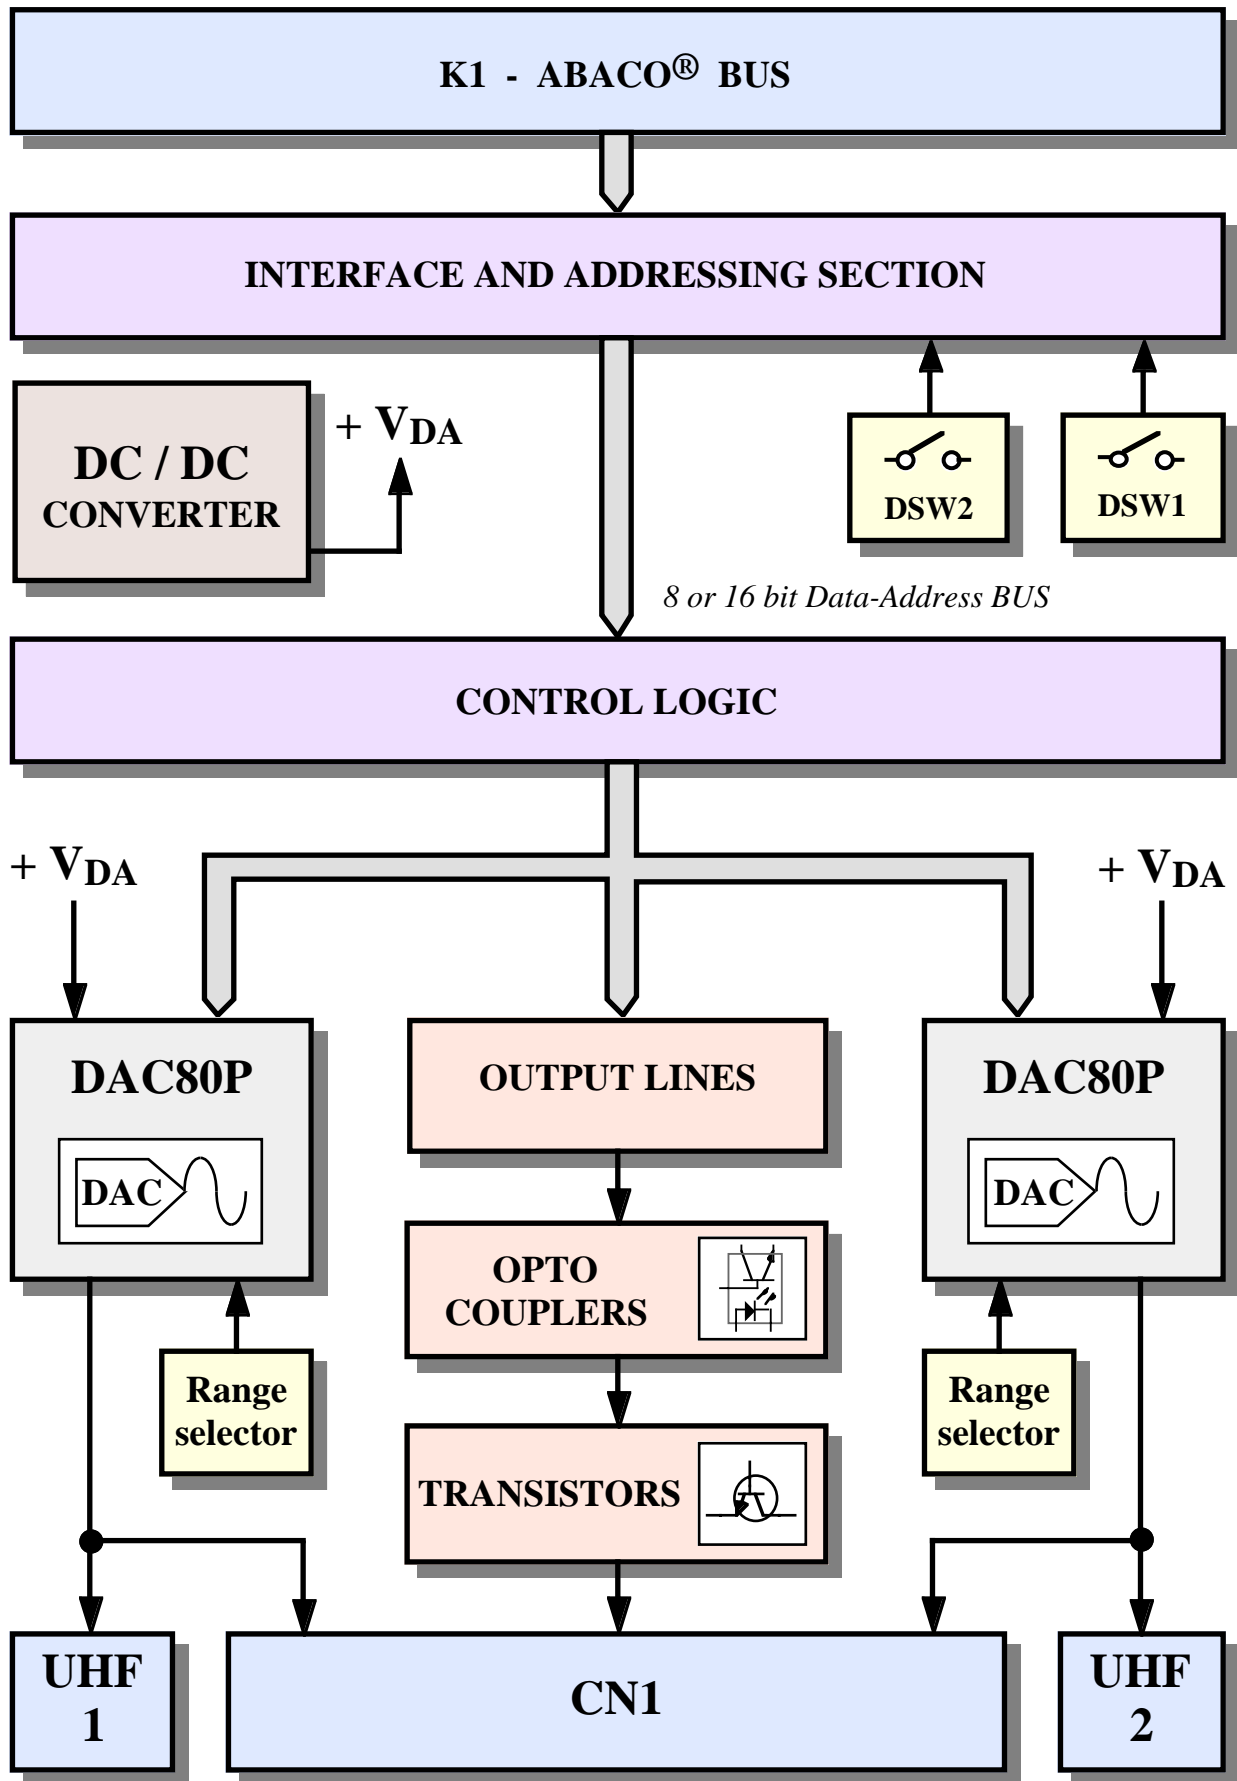 K1 - ABACO® BUS
INTERFACE AND ADDRESSING SECTION
DC / DC
CONVERTER
+ VDA
DSW2
DSW1
8 or 16 bit Data-Address BUS
CONTROL LOGIC
+ VDA
+ VDA
DAC80P
DAC
OUTPUT LINES
DAC80P
DAC
OPTO
COUPLERS
Range
selector
Range
selector
TRANSISTORS
UHF
1
CN1
UHF
2